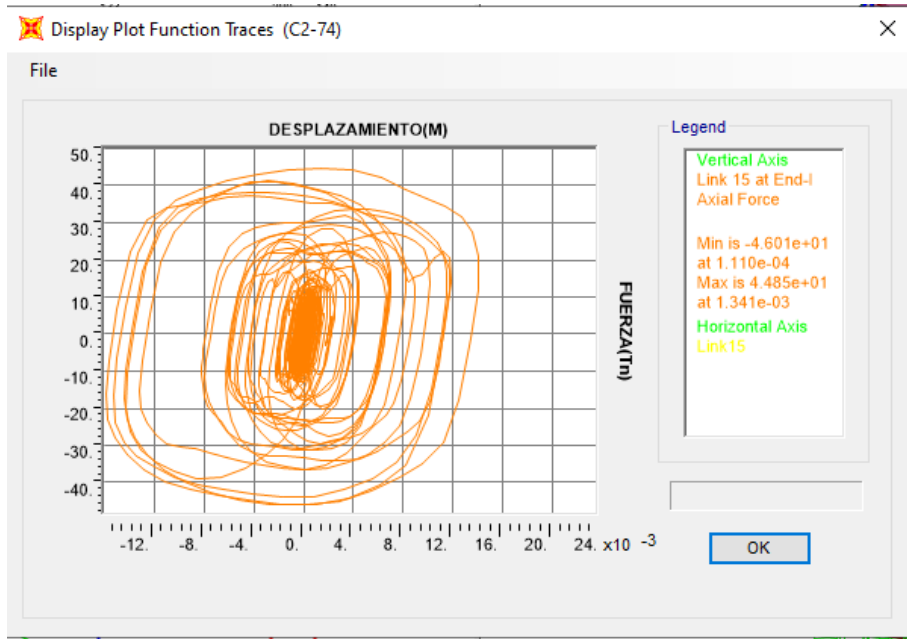 Display Plot Function Traces (C2-74)
File
DESPLAZAMIENTO(M)
Legend
50.
40.
30.
20.
10.
0.
-10.
-20.
-30.
-40.
FUERZA(Tn)
Vertical Axis
Link 15 at End-I
Axial Force
Min is -4.601e+01
at 1.110e-04
Max is 4.485e+01
at 1.341e-03
Horizontal Axis
Link15
-12. -8. -4. 0. 4. 8. 12. 16. 20. 24. x10 -3
OK